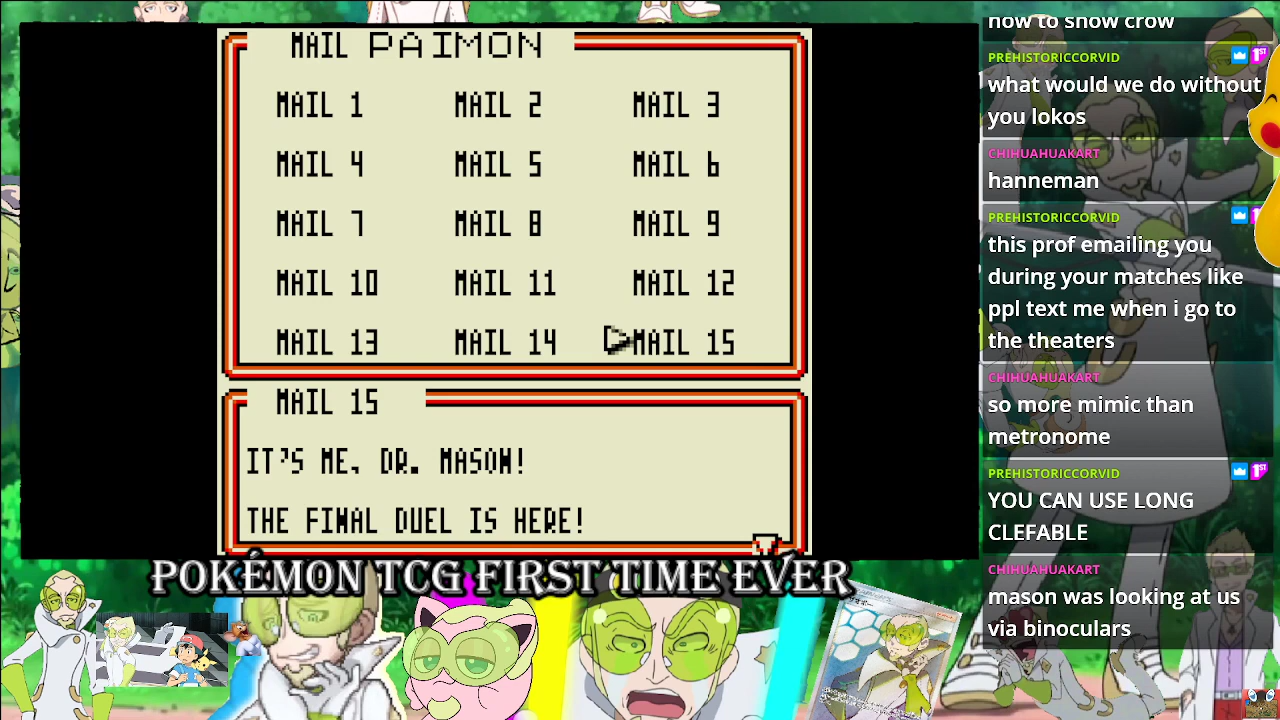 MAIL PAIMON
MAIL 1 MAIL 2 MAIL 3
MAIL 4 MAIL 5 MAIL 6
MAIL 7 MAIL 8 MAIL 9
MAIL 10 MAIL 11 MAIL 12
MAIL 13 MAIL 14 MAIL 15
MAIL 15
IT'S ME, DR. MASON!
THE FINAL DUEL IS HERE!
POKÉMON TCG FIRST TIME EVER
now to snow crow
PREHISTORICCORVID
what would we do without
you lokos
CHIHUAHUAKART
hanneman
PREHISTORICCORVID
this prof emailing you
during your matches like
ppl text me when i go to
the theaters
CHIHUAHUAKART
so more mimic than
metronome
PREHISTORICCORVID
YOU CAN USE LONG
CLEFABLE
CHIHUAHUAKART
mason was looking at us
via binoculars